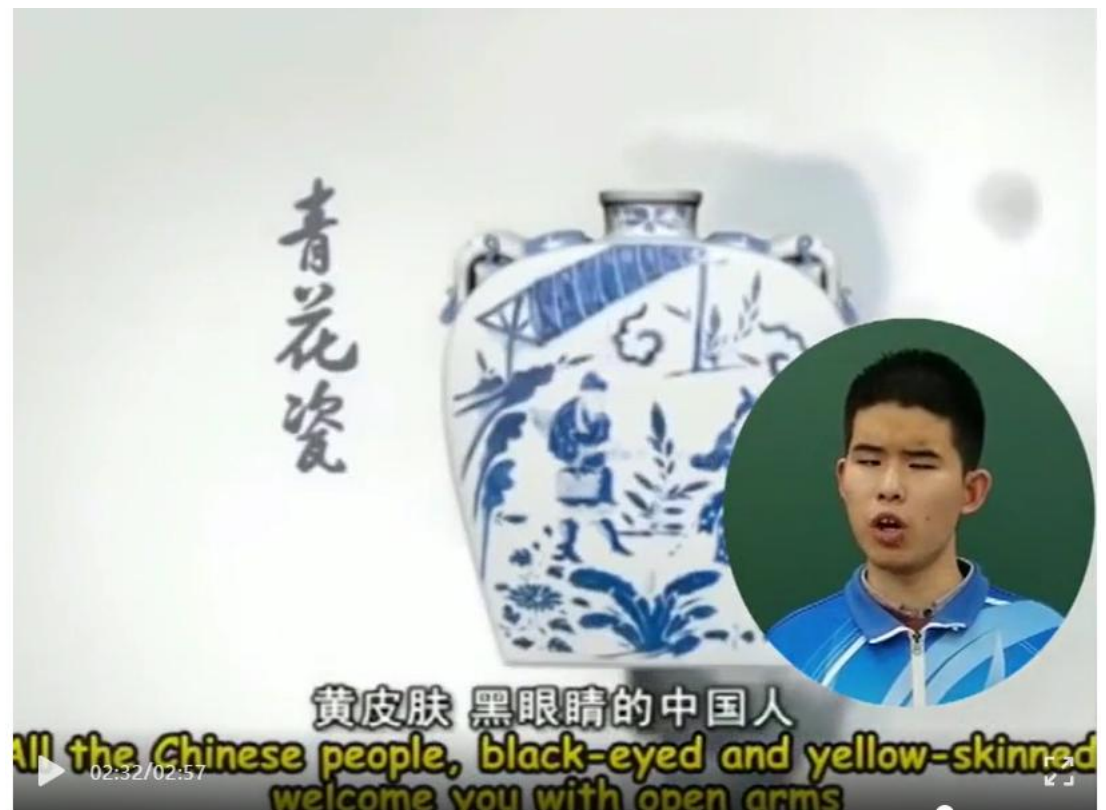 青花瓷
黄皮肤 黑眼睛的中国人
All the Chinese people, black-eyed and yellow-skinned
02:32/02:57
welcome you with open arms